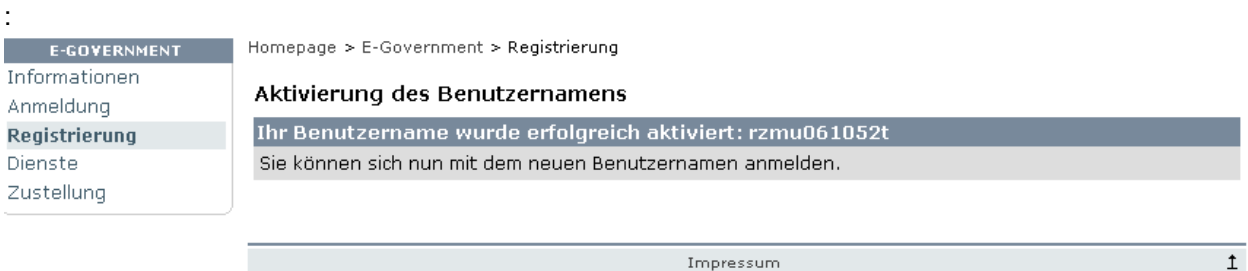 :
E-GOVERNMENT
Informationen
Anmeldung
Registrierung
Dienste
Zustellung
Homepage > E-Government > Registrierung
Aktivierung des Benutzernamens
Ihr Benutzername wurde erfolgreich aktiviert: rzmu061052t
Sie können sich nun mit dem neuen Benutzernamen anmelden.
Impressum ↥